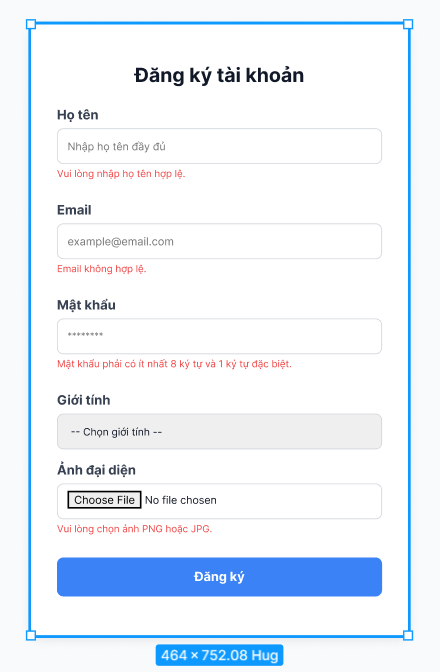 Đăng ký tài khoản
Họ tên
Nhập họ tên đầy đủ
Vui lòng nhập họ tên hợp lệ.
Email
example@email.com
Email không hợp lệ.
Mật khẩu
********
Mật khẩu phải có ít nhất 8 ký tự và 1 ký tự đặc biệt.
Giới tính
-- Chọn giới tính --
Ảnh đại diện
Choose File No file chosen
Vui lòng chọn ảnh PNG hoặc JPG.
Đăng ký
464 × 752.08 Hug